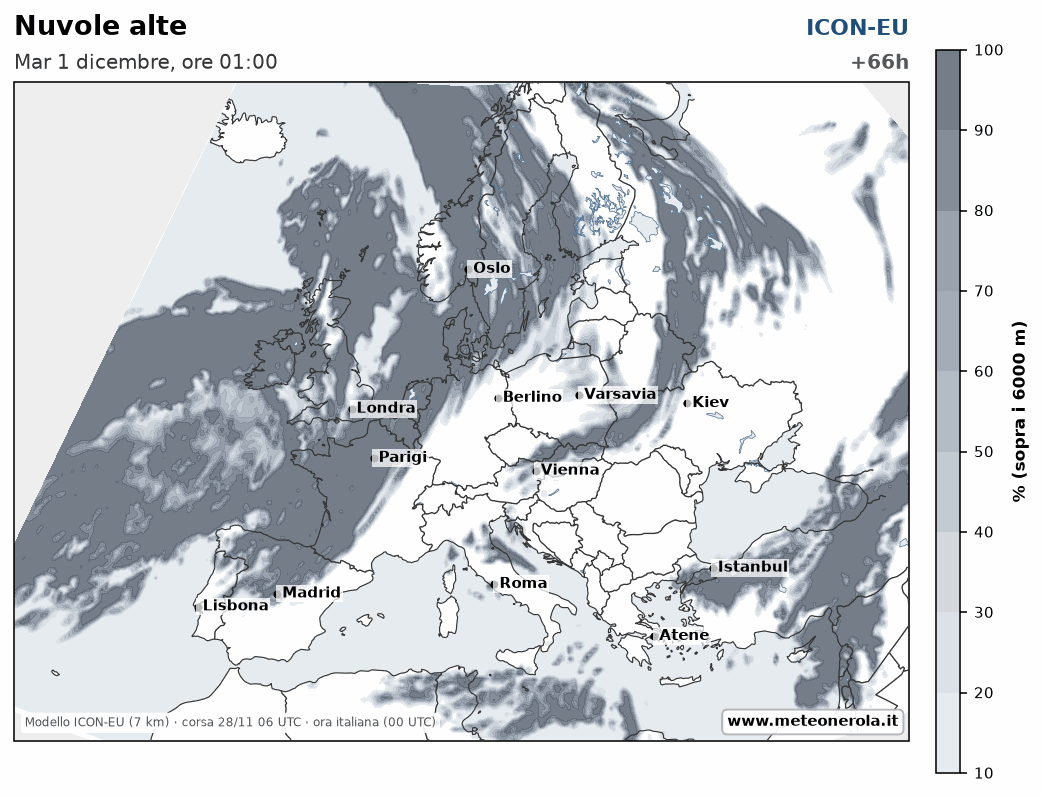 Nuvole alte
ICON-EU
Mar 1 dicembre, ore 01:00
+66h
100
90
80
70
60
50
40
30
20
10
% (sopra i 6000 m)
Oslo
Londra
Berlino
Varsavia
Kiev
Parigi
Vienna
Istanbul
Roma
Madrid
Lisbona
Atene
Modello ICON-EU (7 km) · corsa 28/11 06 UTC · ora italiana (00 UTC)
www.meteonerola.it